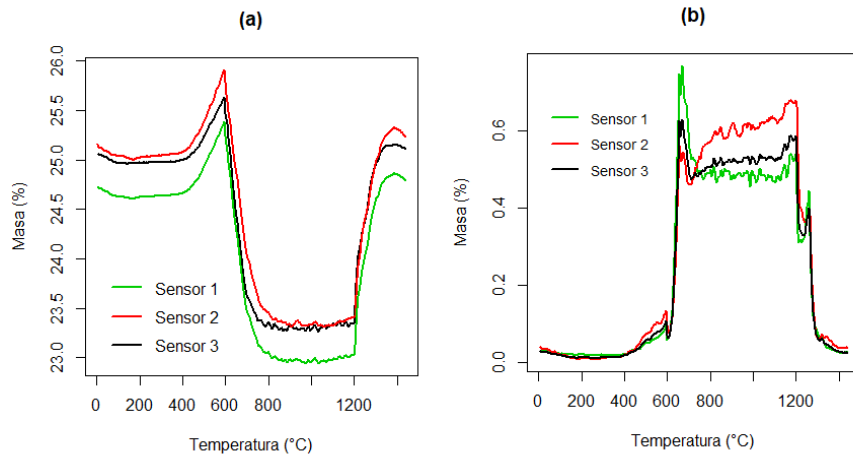 (a)
Masa (%)
26.0
25.5
25.0
24.5
24.0
23.5
23.0
Sensor 1
Sensor 2
Sensor 3
0 200 400 600 800 1200
Temperatura (°C)
(b)
Masa (%)
0.6
0.4
0.2
0.0
Sensor 1
Sensor 2
Sensor 3
0 200 400 600 800 1200
Temperatura (°C)